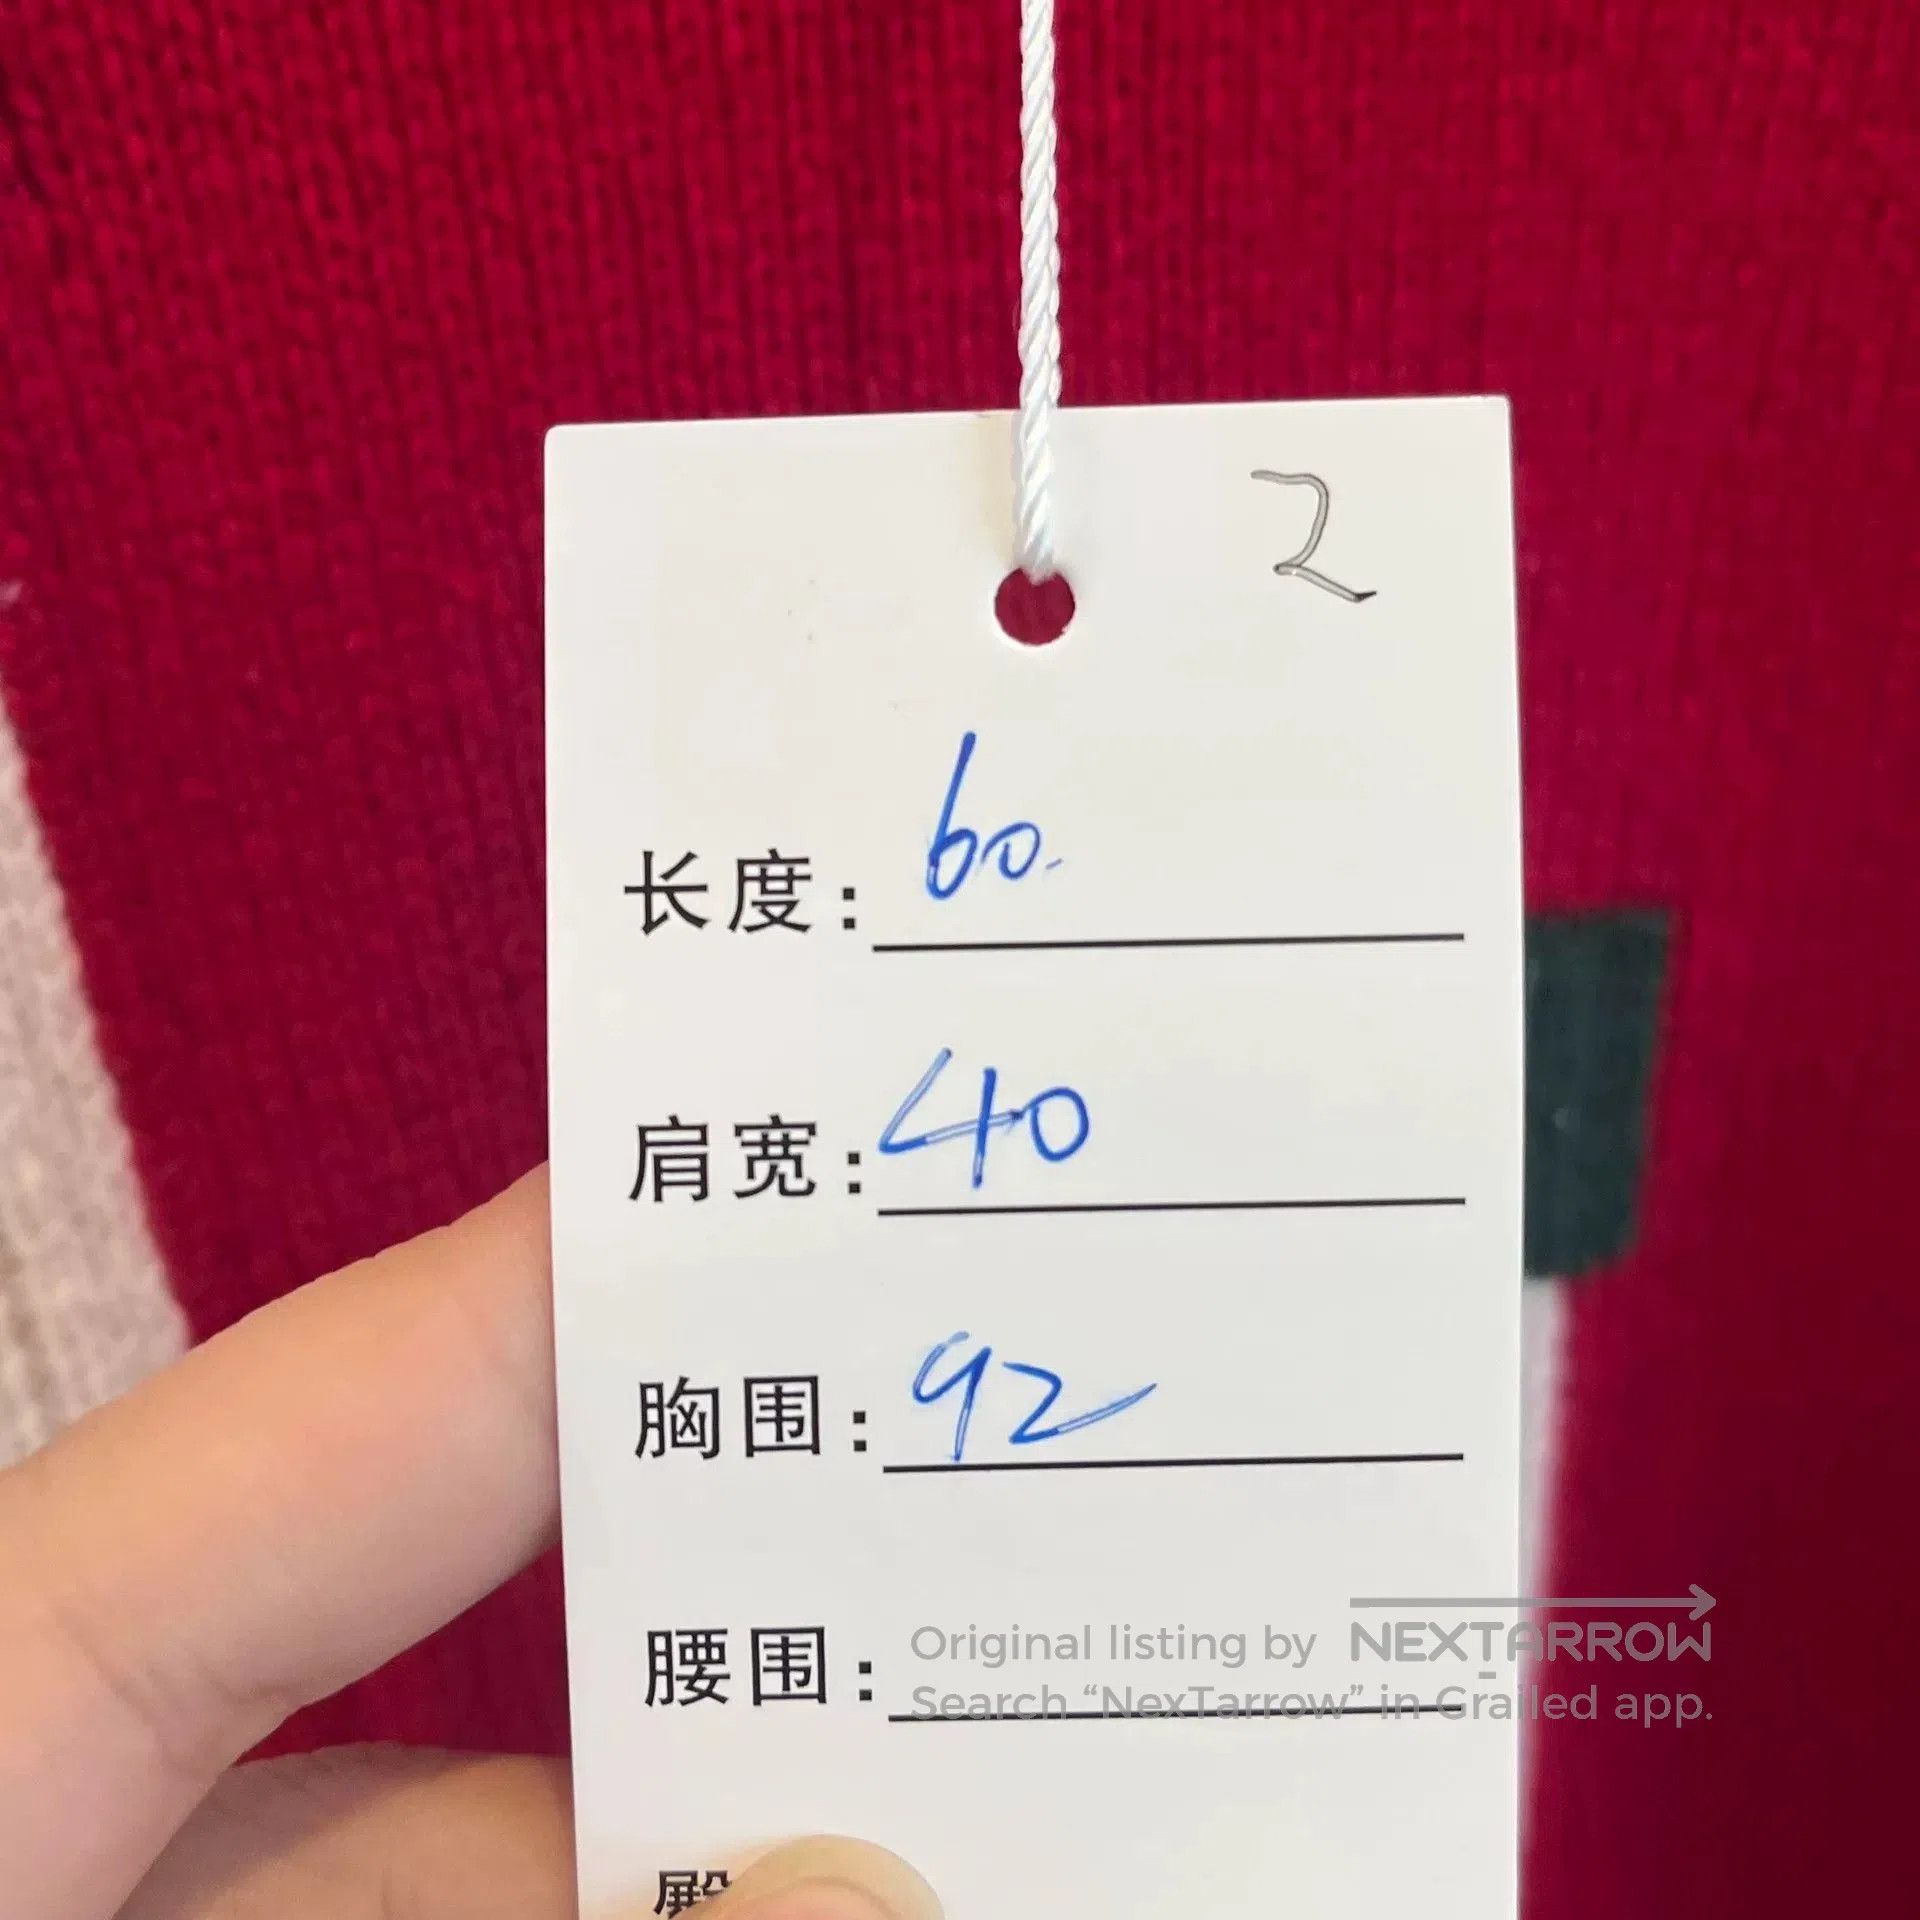 2
长度: 60.
肩宽: 40
胸围: 92
腰围:
Original listing by NEXTARROW
Search “NexTarrow” in Grailed app.
殿